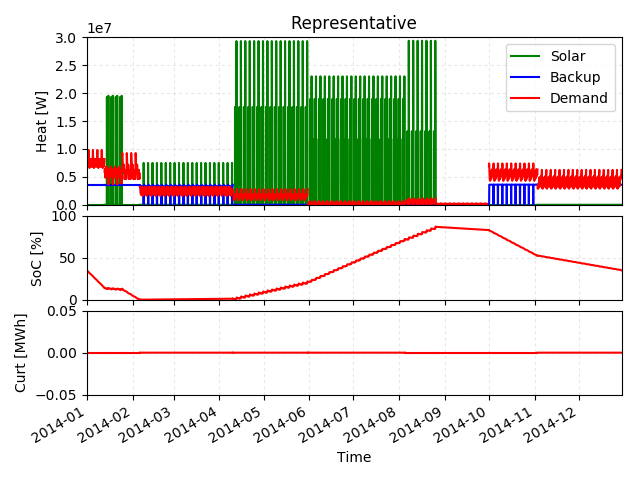 Representative
1e7
3.0
2.5
2.0
1.5
1.0
0.5
0.0
Heat [W]
Solar
Backup
Demand
100
50
0
SoC [%]
0.05
0.00
−0.05
Curt [MWh]
2014-01
2014-02
2014-03
2014-04
2014-05
2014-06
2014-07
2014-08
2014-09
2014-10
2014-11
2014-12
Time